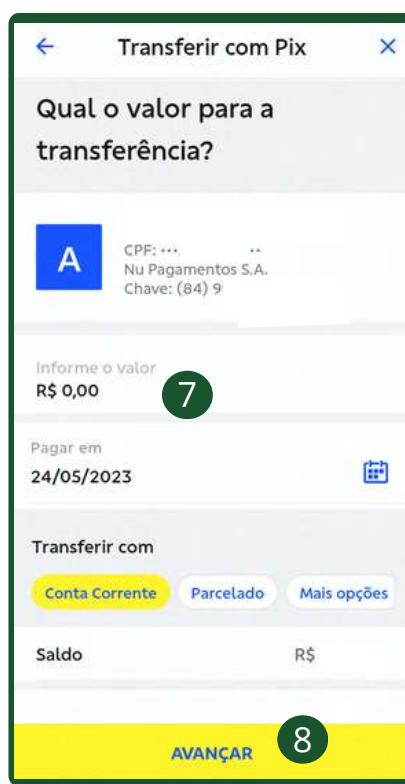 Transferir com Pix
Qual o valor para a
transferência?
A
CPF: ... ..
Nu Pagamentos S.A.
Chave: (84) 9
Informe o valor
R$ 0,00
7
Pagar em
24/05/2023
Transferir com
Conta Corrente Parcelado Mais opções
Saldo R$
AVANÇAR
8